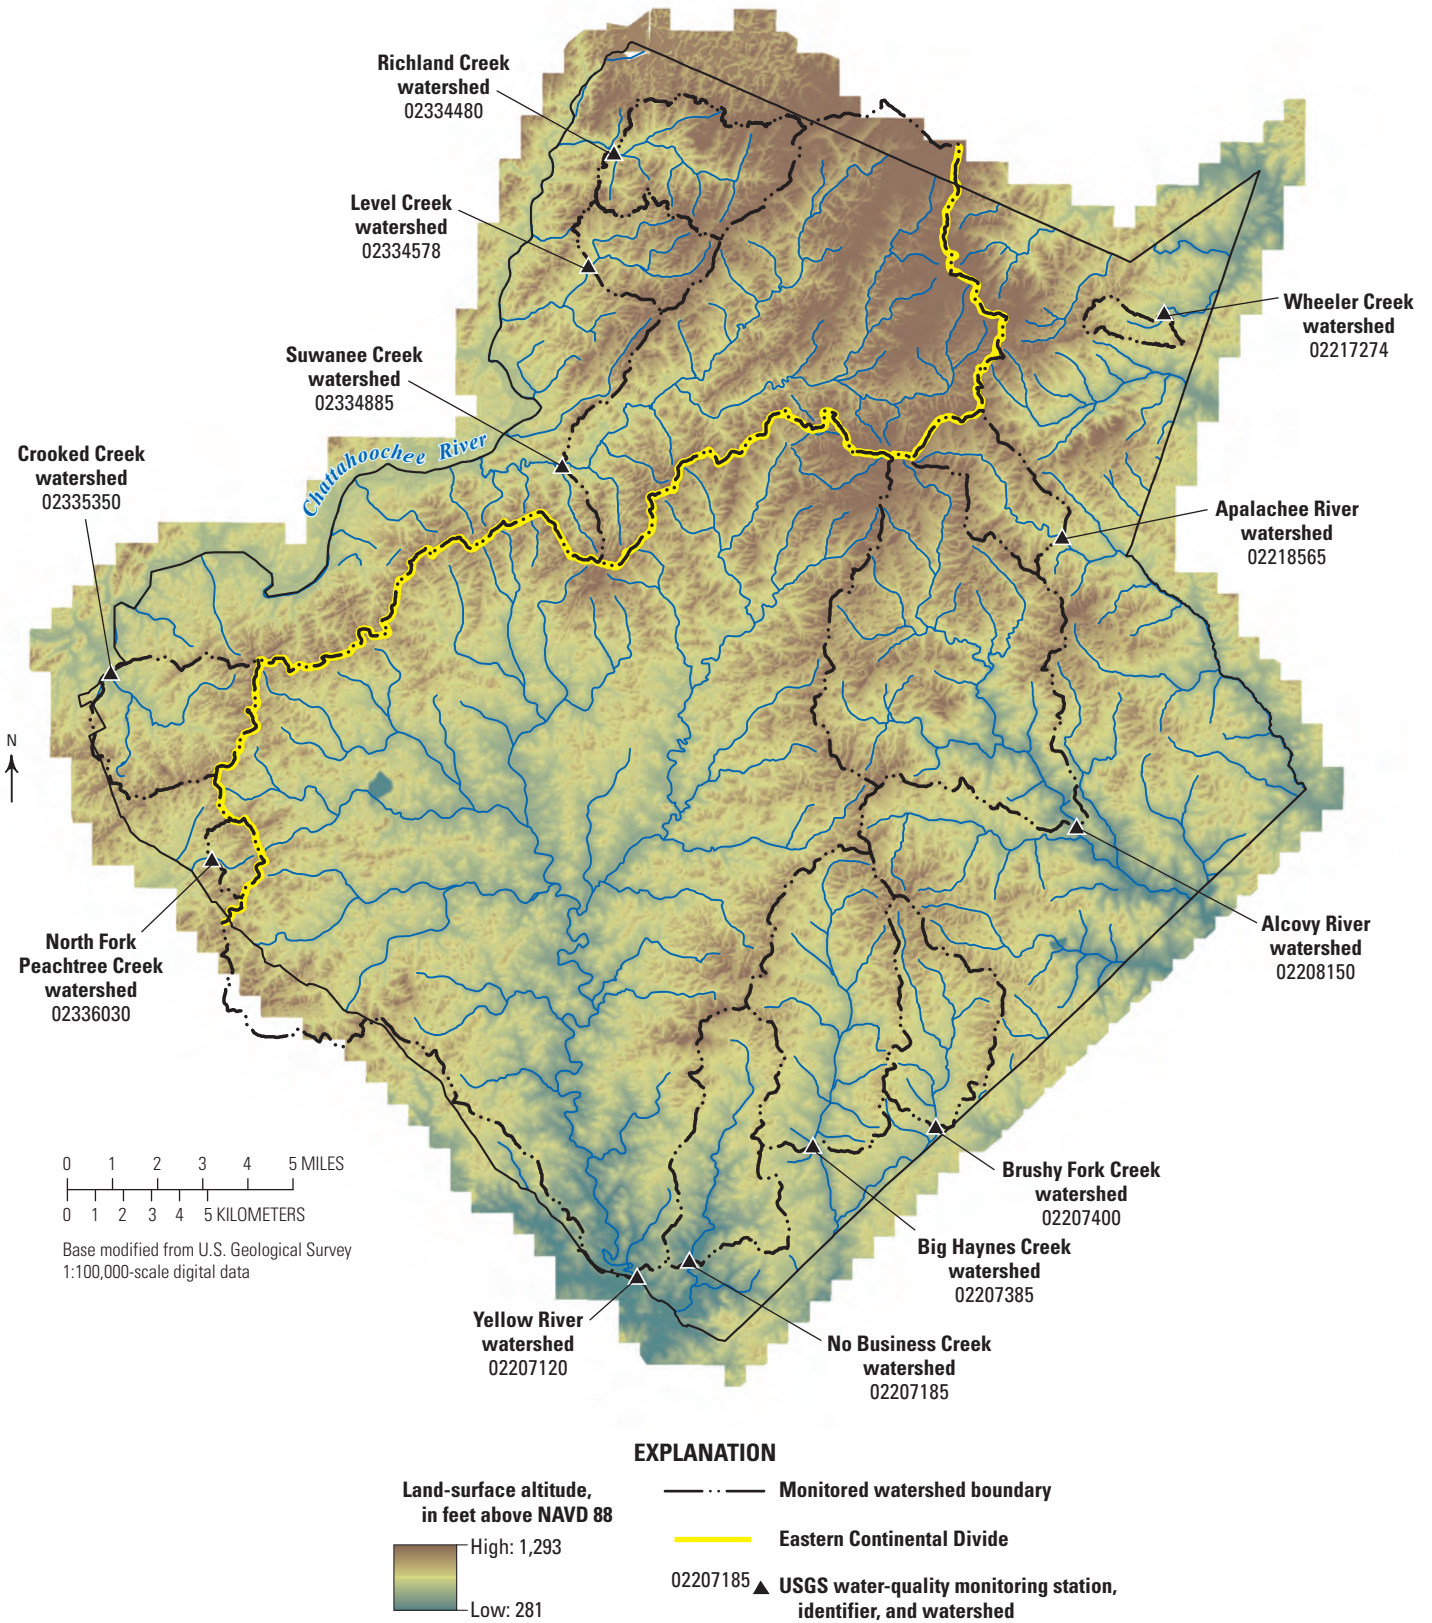 Richland Creek
watershed
02334480
Level Creek
watershed
02334578
Suwanee Creek
watershed
02334885
Wheeler Creek
watershed
02217274
Chattahoochee River
Crooked Creek
watershed
02335350
Apalachee River
watershed
02218565
N
North Fork
Peachtree Creek
watershed
02336030
Alcovy River
watershed
02208150
0 1 2 3 4 5 MILES
0 1 2 3 4 5 KILOMETERS
Base modified from U.S. Geological Survey
1:100,000-scale digital data
Brushy Fork Creek
watershed
02207400
Big Haynes Creek
watershed
02207385
Yellow River
watershed
02207120
No Business Creek
watershed
02207185
EXPLANATION
Land-surface altitude,
in feet above NAVD 88
High: 1,293
Low: 281
Monitored watershed boundary
Eastern Continental Divide
02207185 USGS water-quality monitoring station,
identifier, and watershed